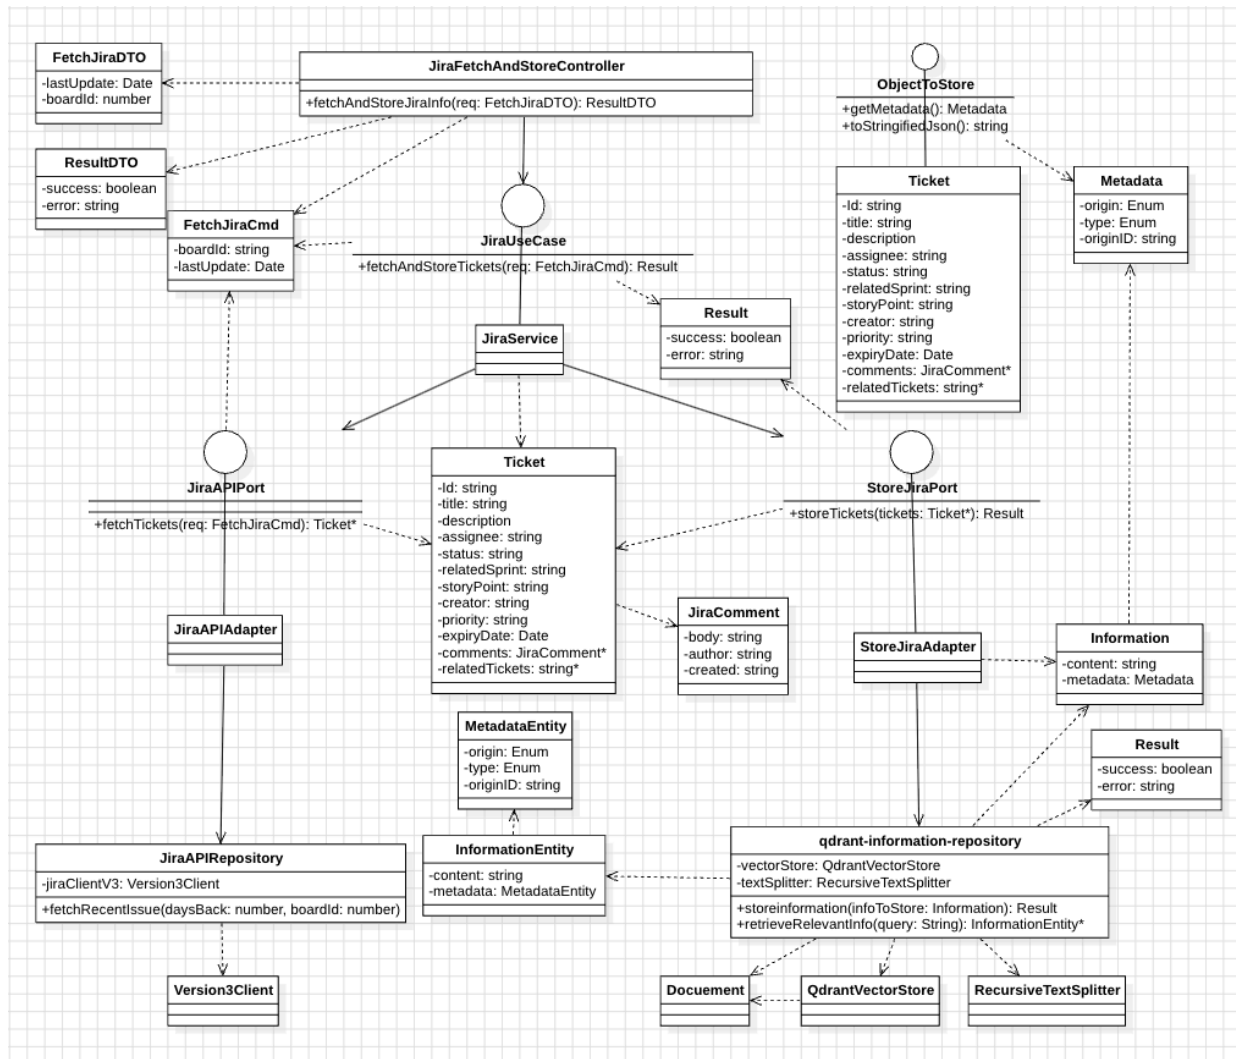 FetchJiraDTO
-lastUpdate: Date
-boardId: number
JiraFetchAndStoreController
+fetchAndStoreJiraInfo(req: FetchJiraDTO): ResultDTO
ObjectToStore
+getMetadata(): Metadata
+toStringifiedJson(): string
ResultDTO
-success: boolean
-error: string
FetchJiraCmd
-boardId: string
-lastUpdate: Date
JiraUseCase
+fetchAndStoreTickets(req: FetchJiraCmd): Result
Ticket
-Id: string
-title: string
-description
-assignee: string
-status: string
-relatedSprint: string
-storyPoint: string
-creator: string
-priority: string
-expiryDate: Date
-comments: JiraComment*
-relatedTickets: string*
Metadata
-origin: Enum
-type: Enum
-originID: string
Result
-success: boolean
-error: string
JiraService
JiraAPIPort
+fetchTickets(req: FetchJiraCmd): Ticket*
Ticket
-Id: string
-title: string
-description
-assignee: string
-status: string
-relatedSprint: string
-storyPoint: string
-creator: string
-priority: string
-expiryDate: Date
-comments: JiraComment*
-relatedTickets: string*
StoreJiraPort
+storeTickets(tickets: Ticket*): Result
JiraAPIAdapter
JiraComment
-body: string
-author: string
-created: string
StoreJiraAdapter
Information
-content: string
-metadata: Metadata
MetadataEntity
-origin: Enum
-type: Enum
-originID: string
Result
-success: boolean
-error: string
JiraAPIRepository
-jiraClientV3: Version3Client
+fetchRecentIssue(daysBack: number, boardId: number)
InformationEntity
-content: string
-metadata: MetadataEntity
qdrant-information-repository
-vectorStore: QdrantVectorStore
-textSplitter: RecursiveTextSplitter
+storeinformation(infoToStore: Information): Result
+retrieveRelevantInfo(query: String): InformationEntity*
Version3Client
Docuement
QdrantVectorStore
RecursiveTextSplitter